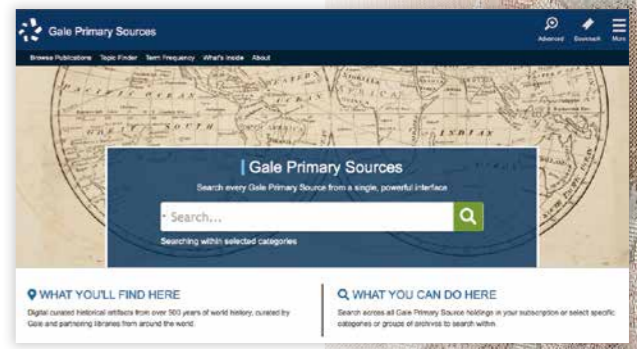 Gale Primary Sources
Advanced Bookmark More
Browse Publications Topic Finder Term Frequency What's Inside About
PACIFIC OCEAN
GREAT SOUTH
AFRICA
INDIAN
Gale Primary Sources
Search every Gale Primary Source from a single, powerful interface
Search...
Searching within selected categories
WHAT YOU'LL FIND HERE
Digital curated historical artifacts from over 500 years of world history, curated by
Gale and partnering libraries from around the world.
WHAT YOU CAN DO HERE
Search across all Gale Primary Source holdings in your subscription or select specific
categories or groups of archives to search within.